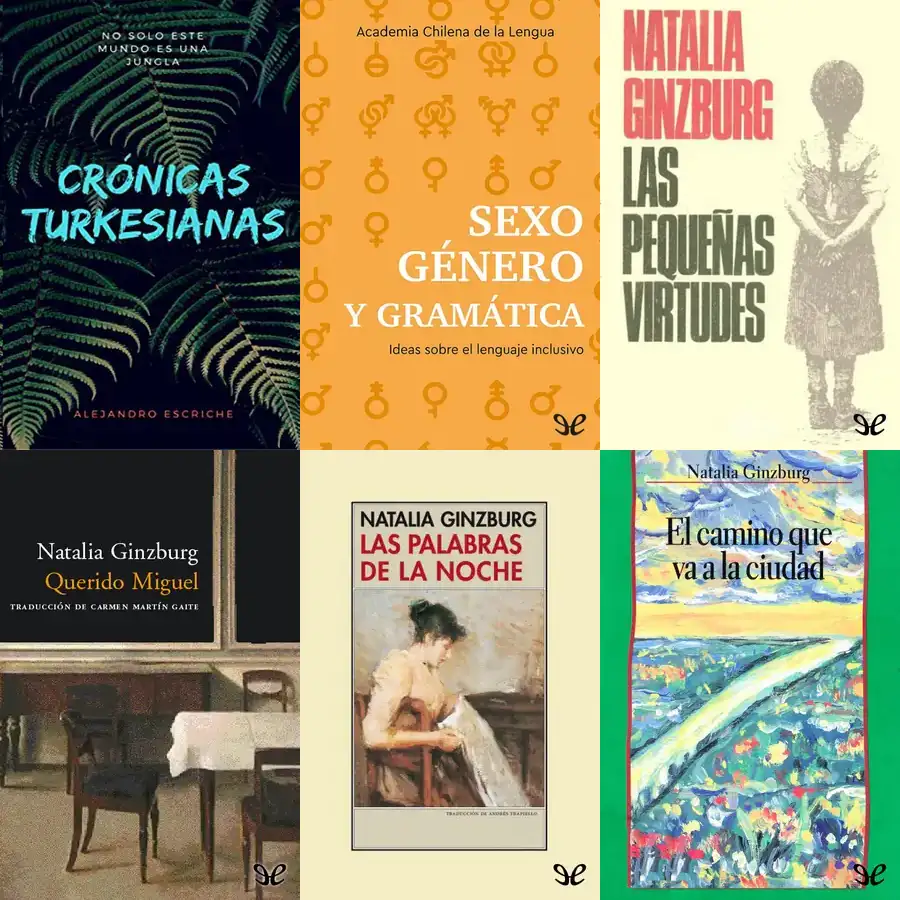 NO SOLO ESTE
MUNDO ES UNA
JUNGLA
CRÓNICAS
TURKESIANAS
ALEJANDRO ESCRICHE
Academia Chilena de la Lengua
SEXO
GÉNERO
Y GRAMÁTICA
Ideas sobre el lenguaje inclusivo
NATALIA
GINZBURG
LAS
PEQUEÑAS
VIRTUDES
Natalia Ginzburg
Querido Miguel
TRADUCCIÓN DE CARMEN MARTÍN GAITE
NATALIA GINZBURG
LAS PALABRAS
DE LA NOCHE
TRADUCCIÓN DE ANDRÉS TRAPIELLO
Natalia Ginzburg
El camino que
va a la ciudad